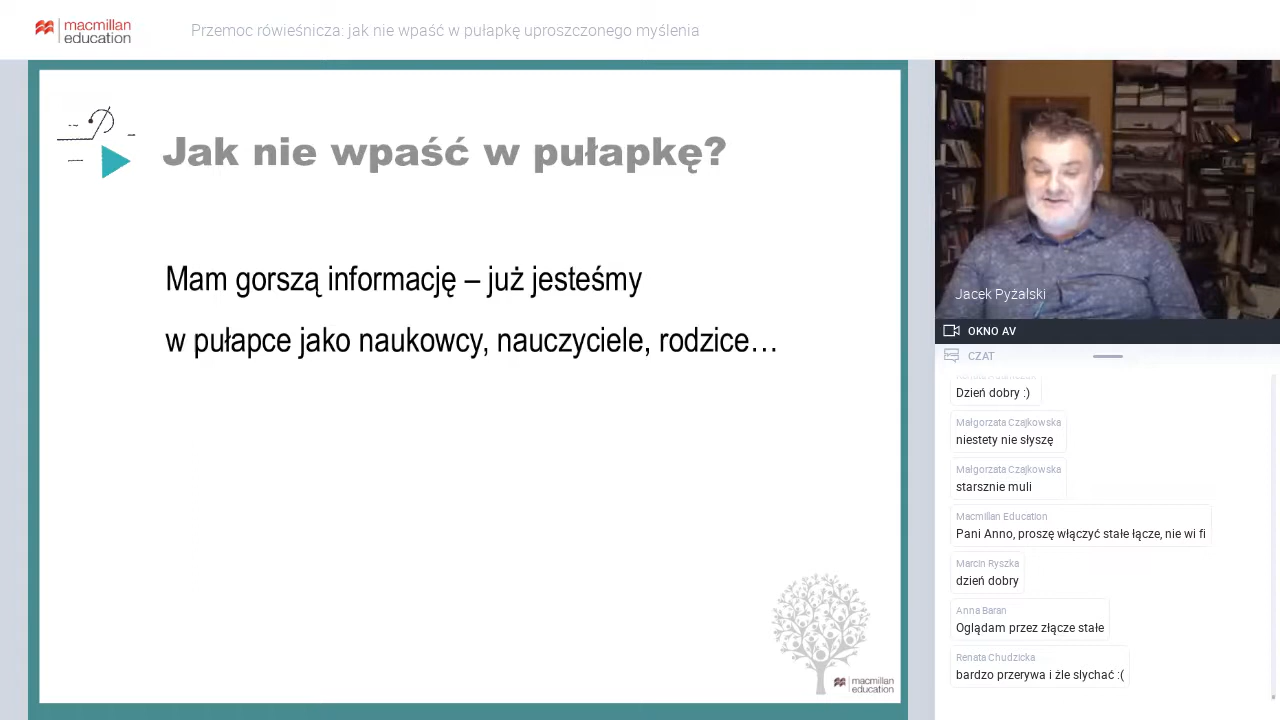 macmillan
education
Przemoc rówieśnicza: jak nie wpaść w pułapkę uproszczonego myślenia
Jak nie wpaść w pułapkę?
Mam gorszą informację – już jesteśmy
w pułapce jako naukowcy, nauczyciele, rodzice…
macmillan
education
Jacek Pyżalski
OKNO AV
CZAT
Dzień dobry :)
Małgorzata Czajkowska
niestety nie słyszę
Małgorzata Czajkowska
starsznie muli
Macmillan Education
Pani Anno, proszę włączyć stałe łącze, nie wi fi
Marcin Ryszka
dzień dobry
Anna Baran
Oglądam przez złącze stałe
Renata Chudzicka
bardzo przerywa i żle slychać :(